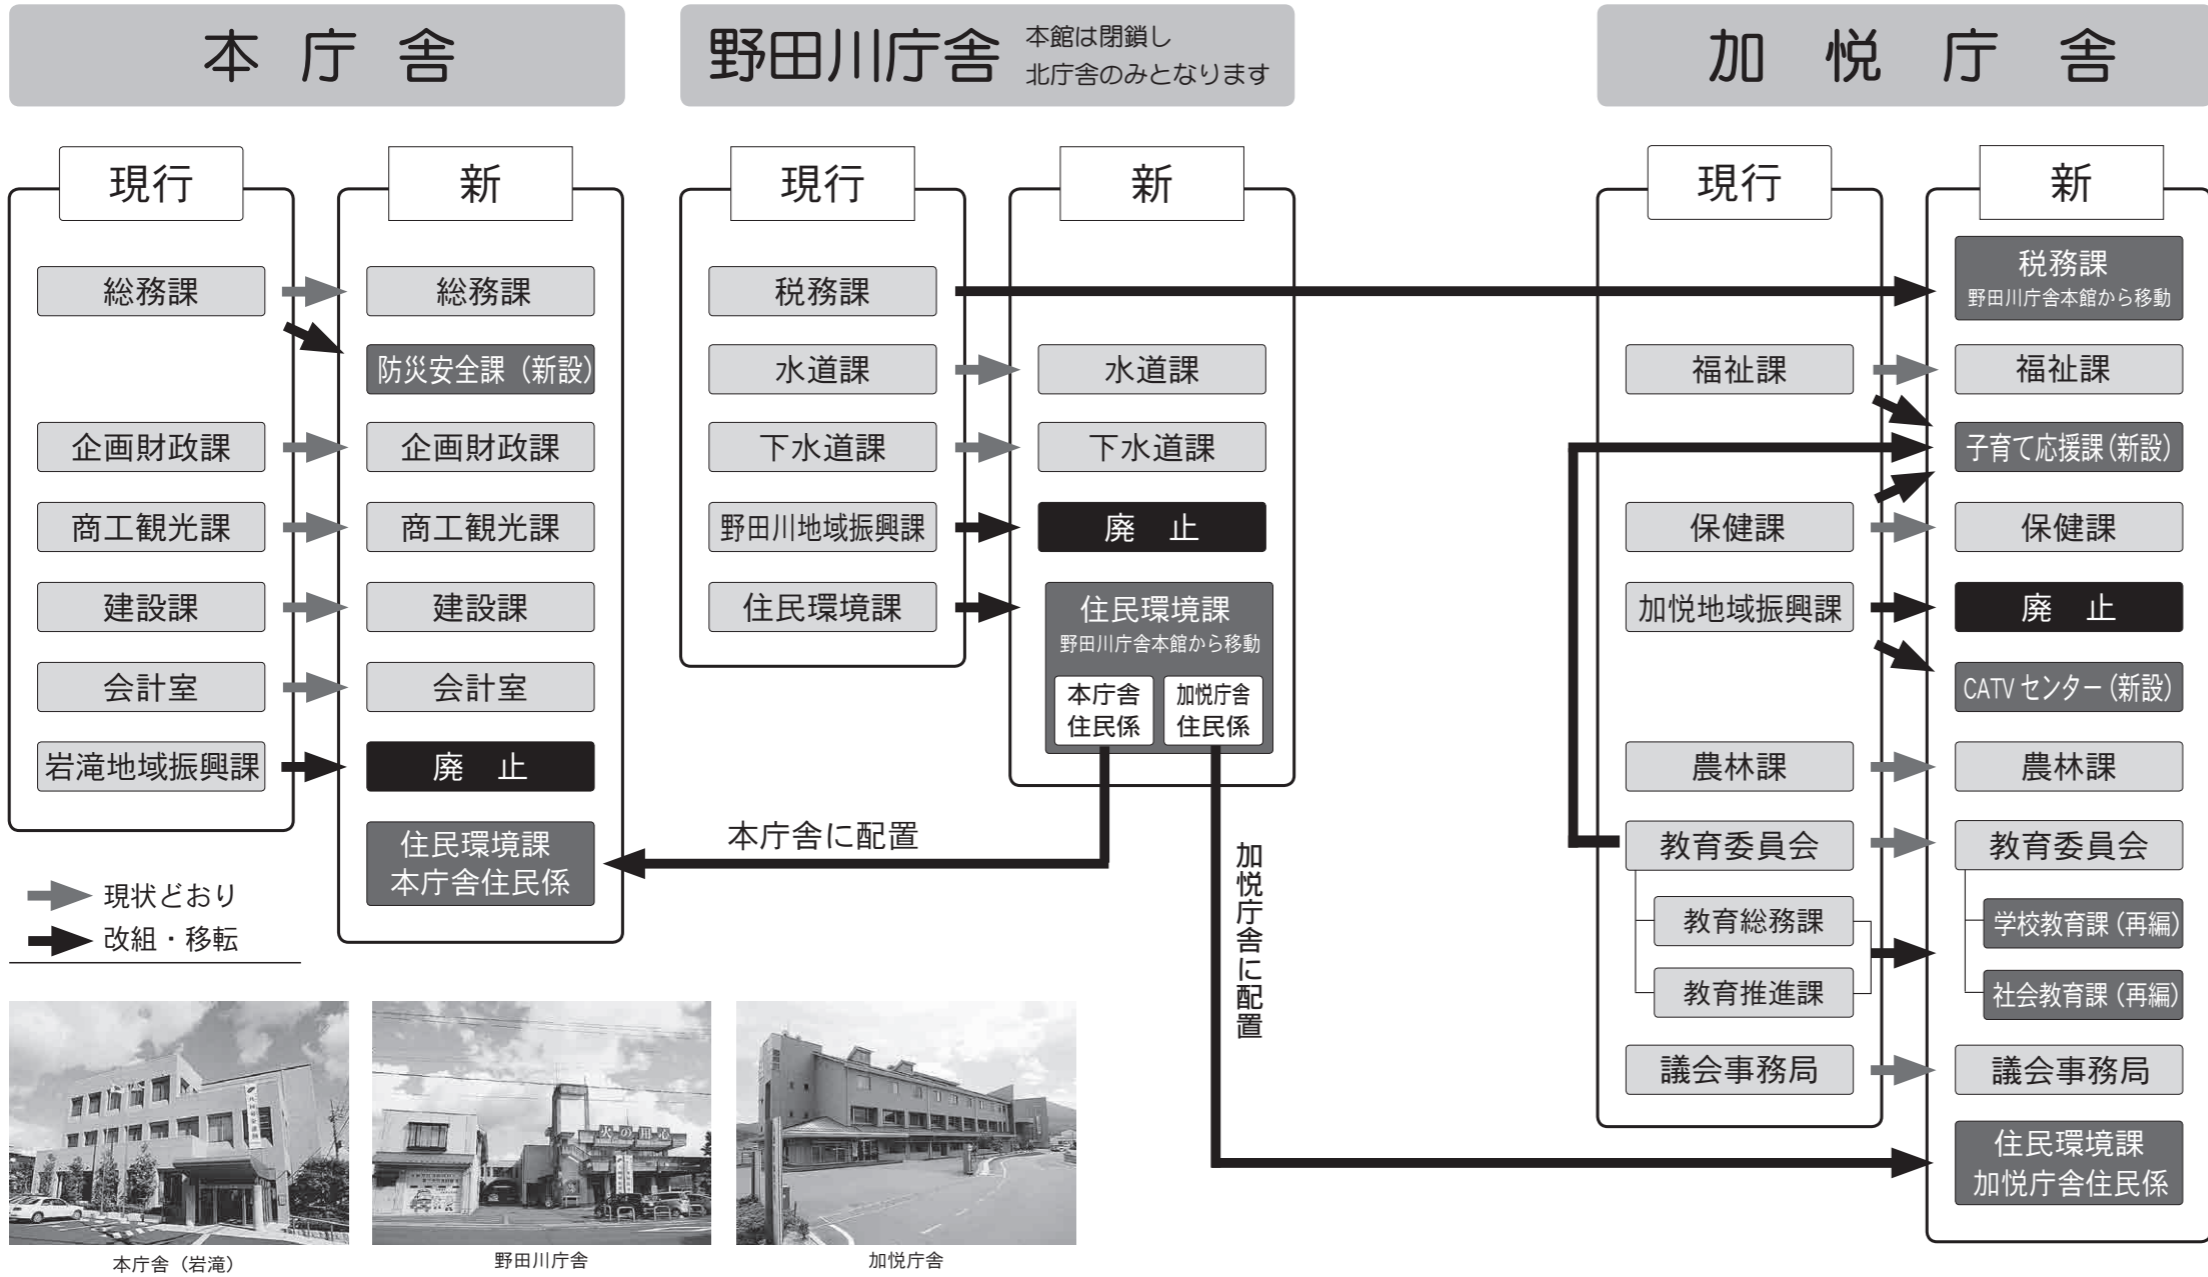 本庁舎
現行
総務課
企画財政課
商工観光課
建設課
会計室
岩滝地域振興課
新
総務課
防災安全課（新設）
企画財政課
商工観光課
建設課
会計室
廃止
住民環境課
本庁舎住民係
野田川庁舎
本館は閉鎖し
北庁舎のみとなります
現行
税務課
水道課
下水道課
野田川地域振興課
住民環境課
新
水道課
下水道課
廃止
住民環境課
野田川庁舎本館から移動
本庁舎
住民係
加悦庁舎
住民係
本庁舎に配置
加悦庁舎に配置
加悦庁舎
現行
福祉課
保健課
加悦地域振興課
農林課
教育委員会
教育総務課
教育推進課
議会事務局
新
税務課
野田川庁舎本館から移動
福祉課
子育て応援課（新設）
保健課
廃止
CATVセンター（新設）
農林課
教育委員会
学校教育課（再編）
社会教育課（再編）
議会事務局
住民環境課
加悦庁舎住民係
現状どおり
改組・移転
火の用心
本庁舎（岩滝）
野田川庁舎
加悦庁舎